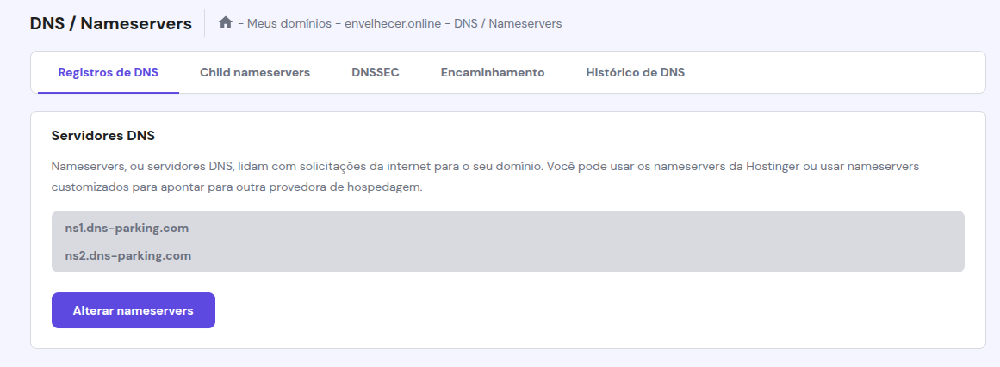 DNS / Nameservers
- Meus domínios - envelhecer.online - DNS / Nameservers
Registros de DNS
Child nameservers
DNSSEC
Encaminhamento
Histórico de DNS
Servidores DNS
Nameservers, ou servidores DNS, lidam com solicitações da internet para o seu domínio. Você pode usar os nameservers da Hostinger ou usar nameservers
customizados para apontar para outra provedora de hospedagem.
ns1.dns-parking.com
ns2.dns-parking.com
Alterar nameservers